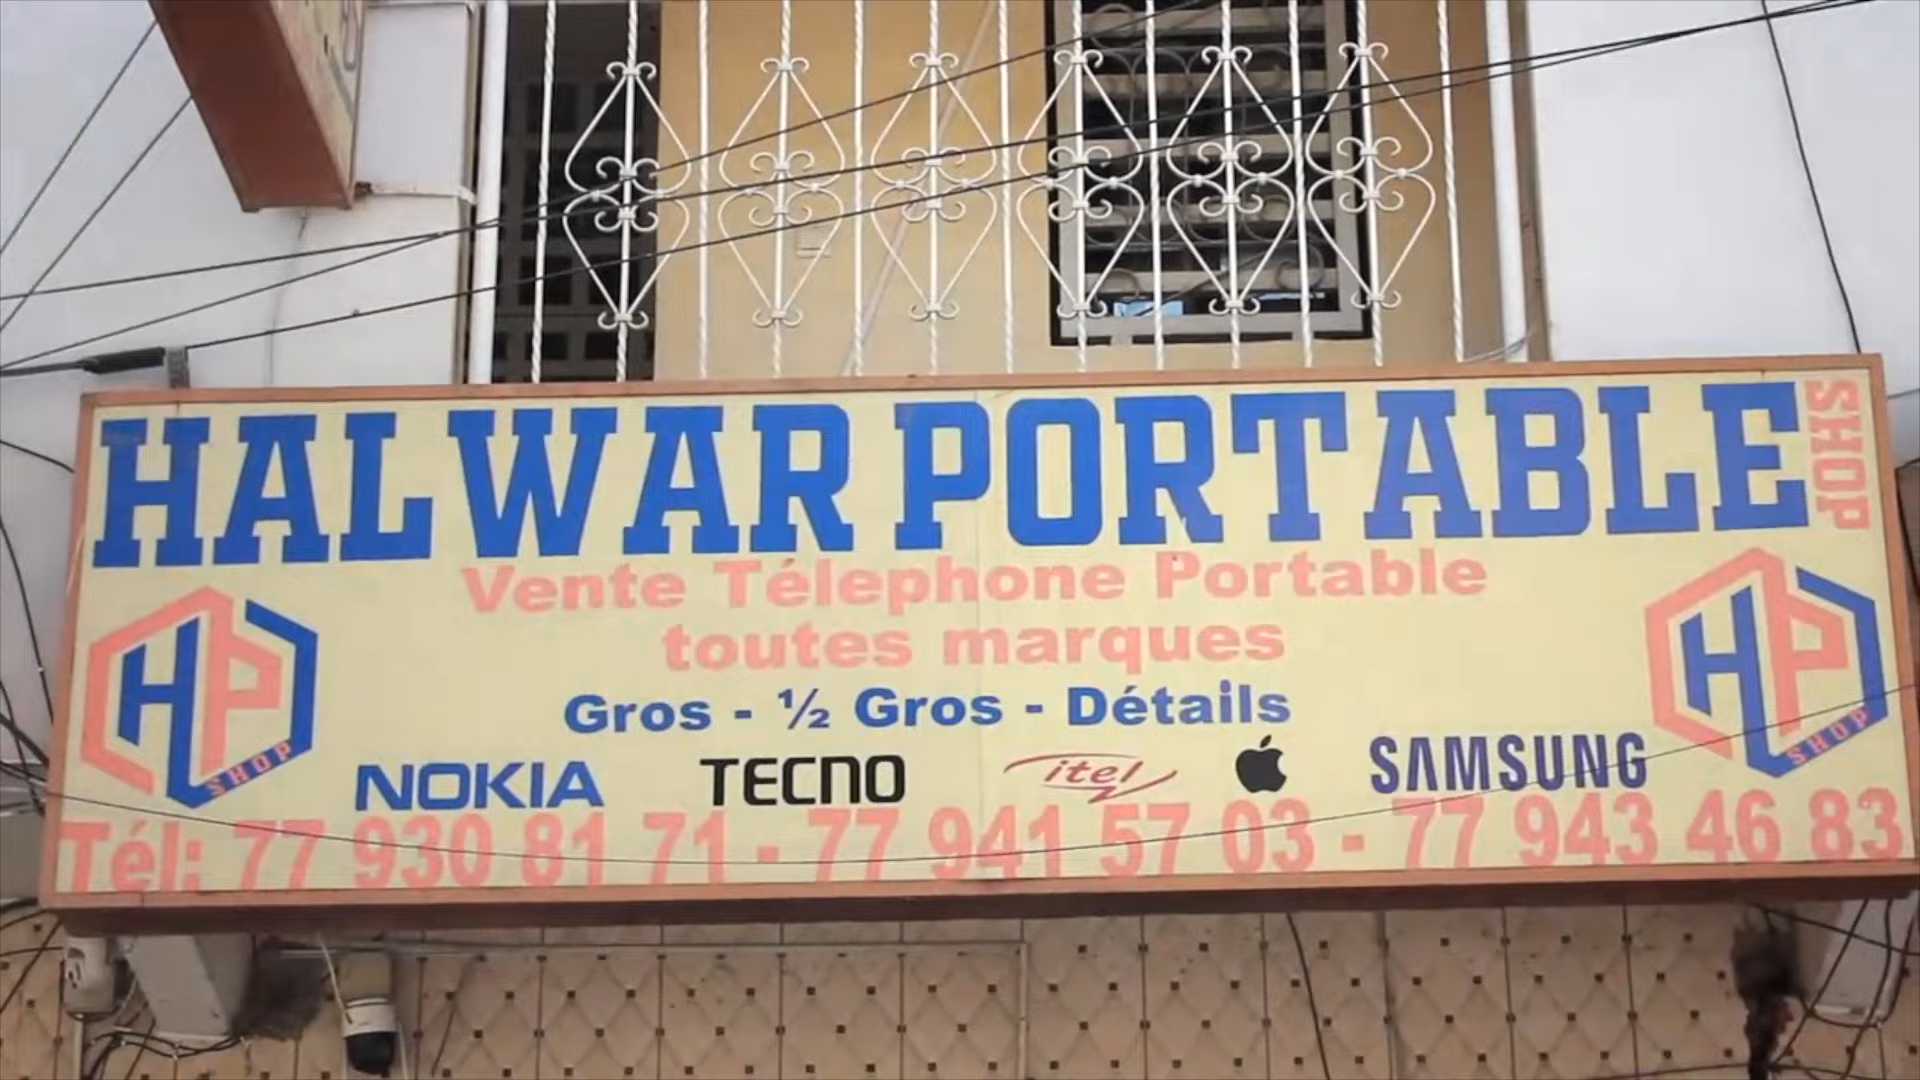 HALWAR PORTABLE SHOP
Vente Télephone Portable
toutes marques
Gros - ½ Gros - Détails
HP SHOP
HP SHOP
NOKIA TECNO itel SAMSUNG
Tél: 77 930 81 71 - 77 941 57 03 - 77 943 46 83